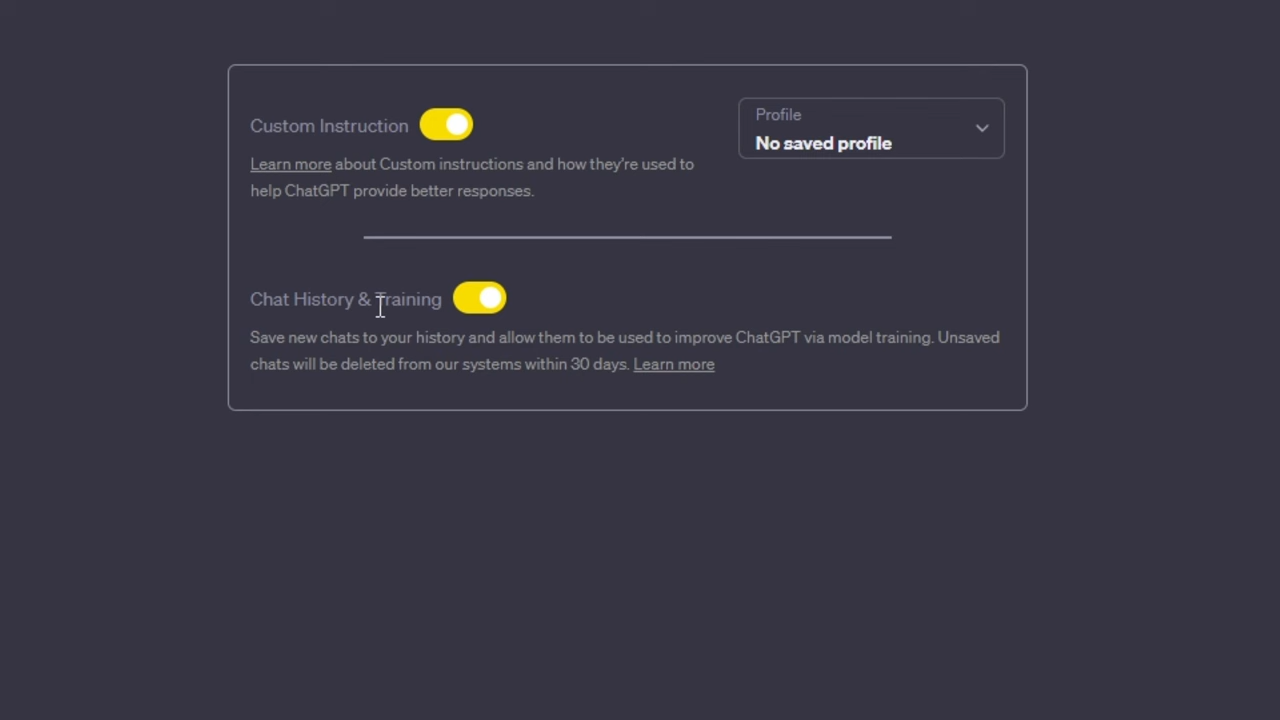 Custom Instruction
Profile
No saved profile
Learn more about Custom instructions and how they're used to
help ChatGPT provide better responses.
Chat History & Training
Save new chats to your history and allow them to be used to improve ChatGPT via model training. Unsaved
chats will be deleted from our systems within 30 days. Learn more